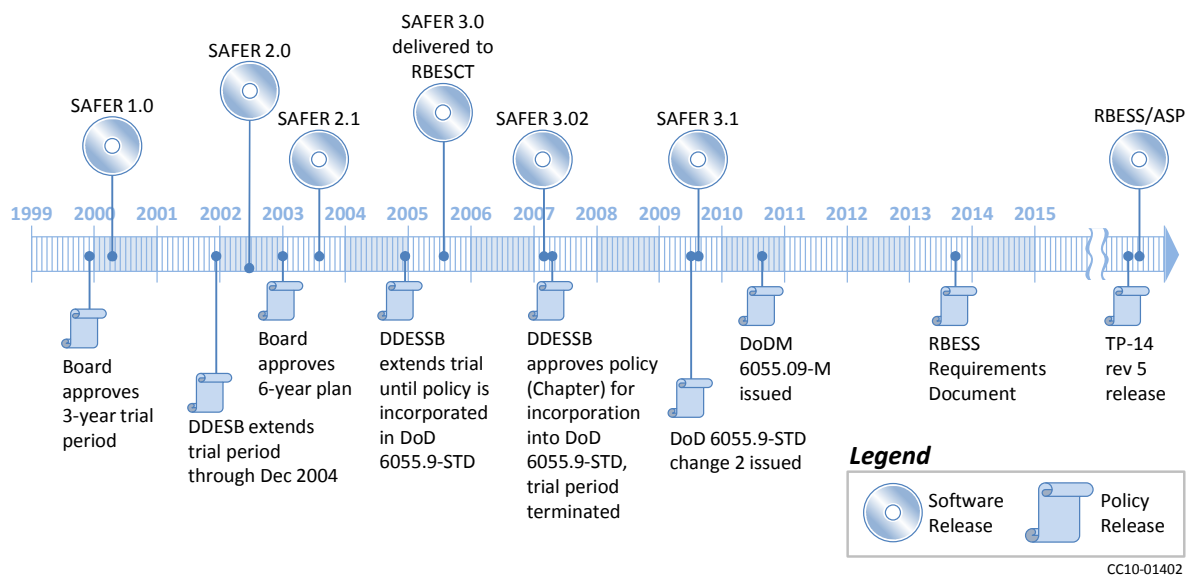 SAFER 3.0
delivered to
RBESCT
SAFER 2.0
SAFER 1.0
SAFER 2.1
SAFER 3.02
SAFER 3.1
RBESS/ASP
1999 2000 2001 2002 2003 2004 2005 2006 2007 2008 2009 2010 2011 2012 2013 2014 2015
Board
approves
3-year trial
period
DDESB extends
trial period
through Dec 2004
Board
approves
6-year plan
DDESSB
extends trial
until policy is
incorporated
in DoD
6055.9-STD
DDESSB
approves policy
(Chapter) for
incorporation
into DoD
6055.9-STD,
trial period
terminated
DoD 6055.9-STD
change 2 issued
DoDM
6055.09-M
issued
RBESS
Requirements
Document
TP-14
rev 5
release
Legend
Software
Release
Policy
Release
CC10-01402